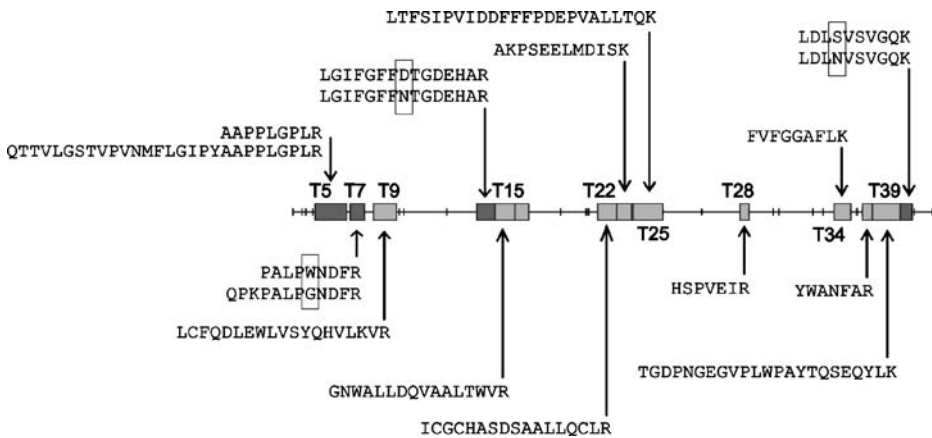 LTFSIPVIDDFFFPDEPVALLTQK
AKPSEELMDISK
LDLSVSVGQK
LDLNVSVGQK
LGIFGFFDTGDEHAR
LGIFGFFNTGDEHAR
AAPPLGPLR
QTTVLGSTVPVNMFLGIPYAAPPLGPLR
FVFGGAFLK
T5 T7 T9 T15 T22 T28 T39
T25 T34
PALPWNDFR
QPKPALPGNDFR
HSPVEIR
YWANFAR
LCFQDLEWLVSYQHVLKVR
TGDPNGEGVPLWPAYTQSEQYLK
GNWALLDQVAALTWVR
ICGCHASDSAALLQCLR